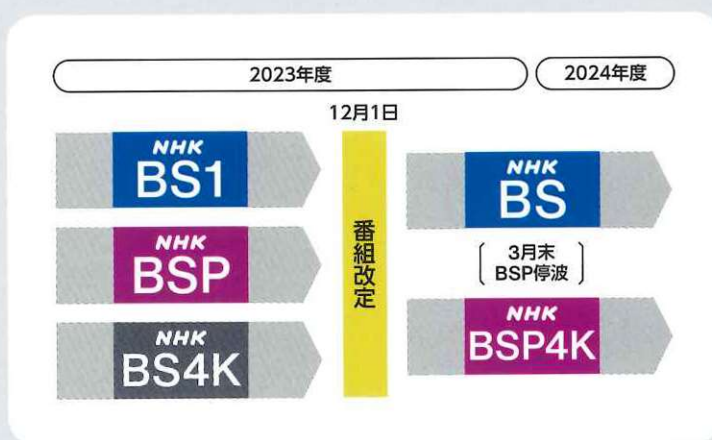 2023年度
2024年度
12月1日
NHK
BS1
NHK
BSP
NHK
BS4K
番組改定
NHK
BS
3月末
BSP停波
NHK
BSP4K